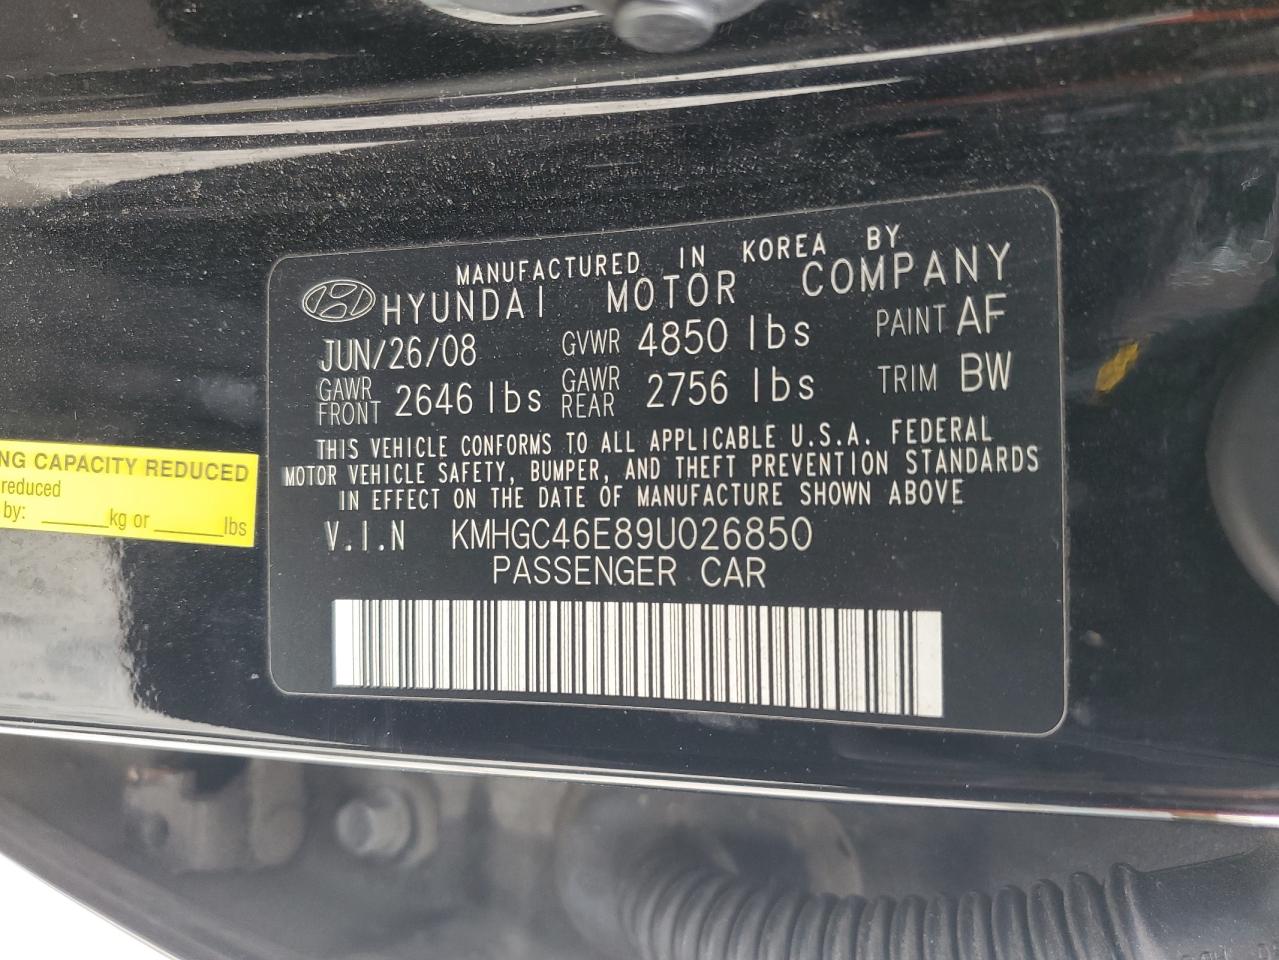 MANUFACTURED IN KOREA BY
HYUNDAI MOTOR COMPANY
JUN/26/08 GVWR 4850 lbs PAINT AF
GAWR FRONT 2646 lbs GAWR REAR 2756 lbs TRIM BW
THIS VEHICLE CONFORMS TO ALL APPLICABLE U.S.A. FEDERAL
MOTOR VEHICLE SAFETY, BUMPER, AND THEFT PREVENTION STANDARDS
IN EFFECT ON THE DATE OF MANUFACTURE SHOWN ABOVE
V.I.N KMHGC46E89U026850
PASSENGER CAR
NG CAPACITY REDUCED
reduced
by: ______kg or ______lbs